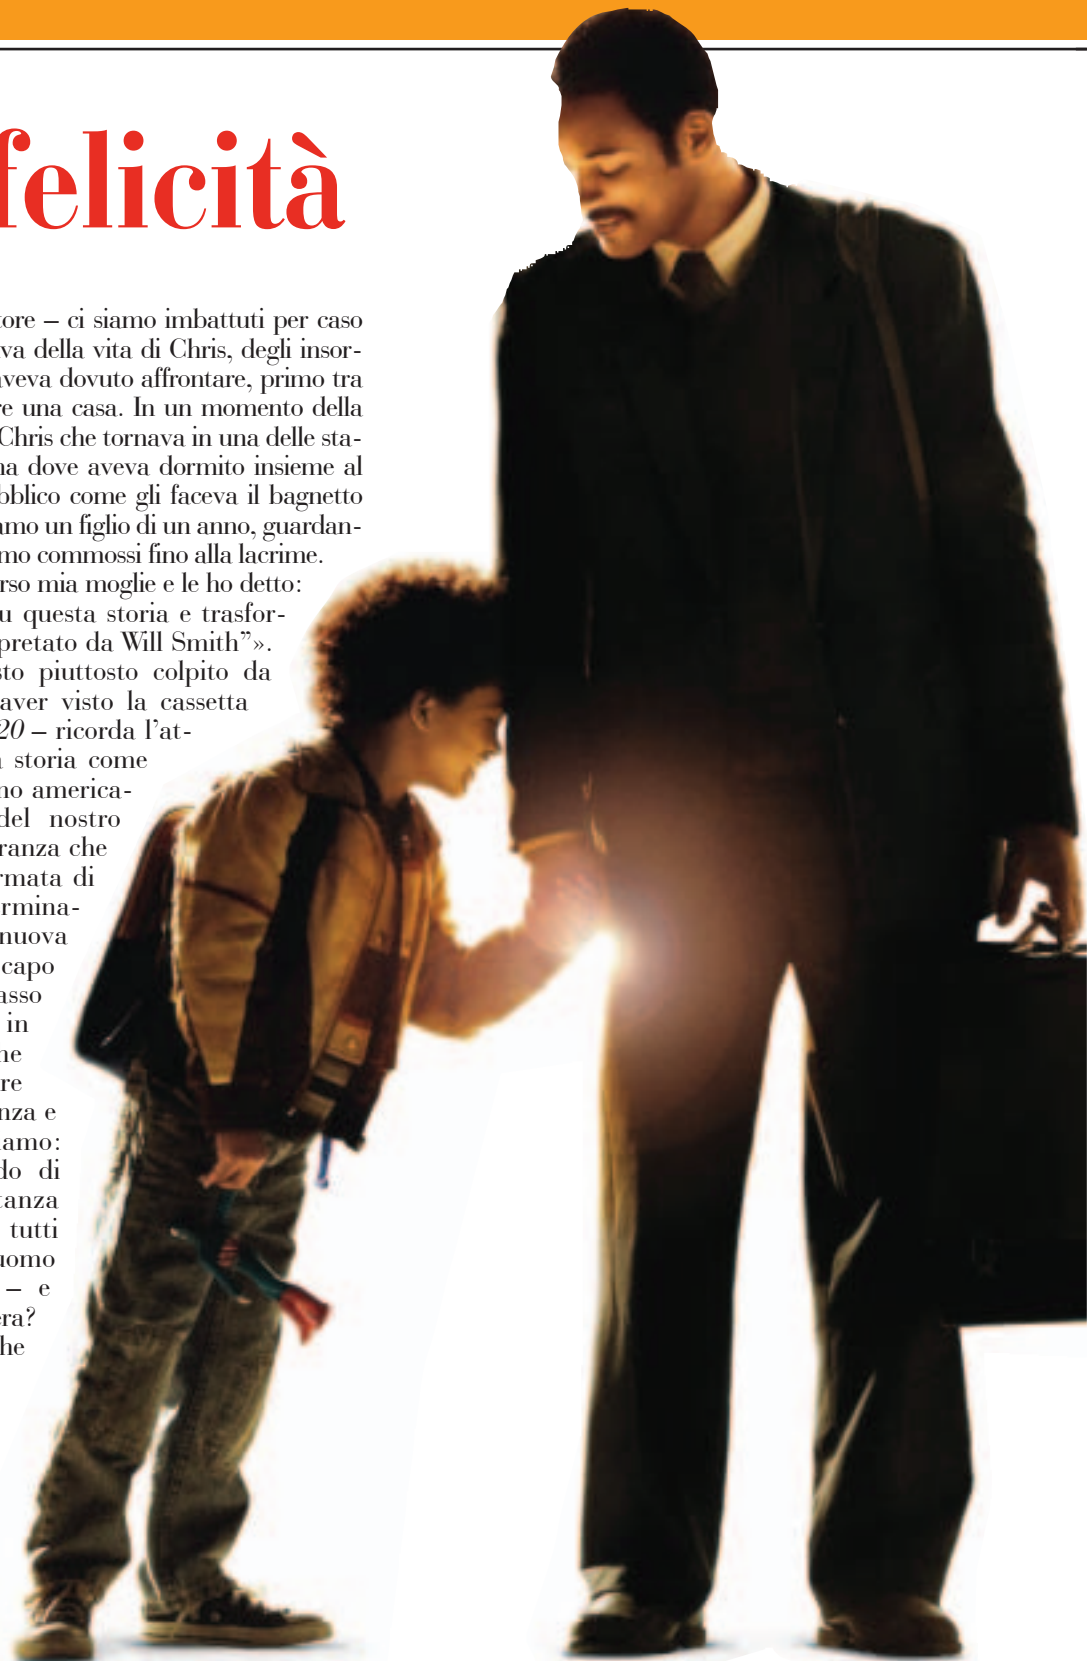 felicità
tore – ci siamo imbattuti per caso
va della vita di Chris, degli insor-
aveva dovuto affrontare, primo tra
re una casa. In un momento della
Chris che tornava in una delle sta-
na dove aveva dormito insieme al
bblico come gli faceva il bagnetto
amo un figlio di un anno, guardan-
mo commossi fino alla lacrime.
rso mia moglie e le ho detto:
u questa storia e trasfor-
pretato da Will Smith”».
sto piuttosto colpito da
aver visto la cassetta
20 – ricorda l’at-
a storia come
no america-
del nostro
ranza che
rmata di
rmina-
nuova
capo
asso
in
ne
re
nza e
iamo:
do di
tanza
tutti
uomo
– e
era?
he